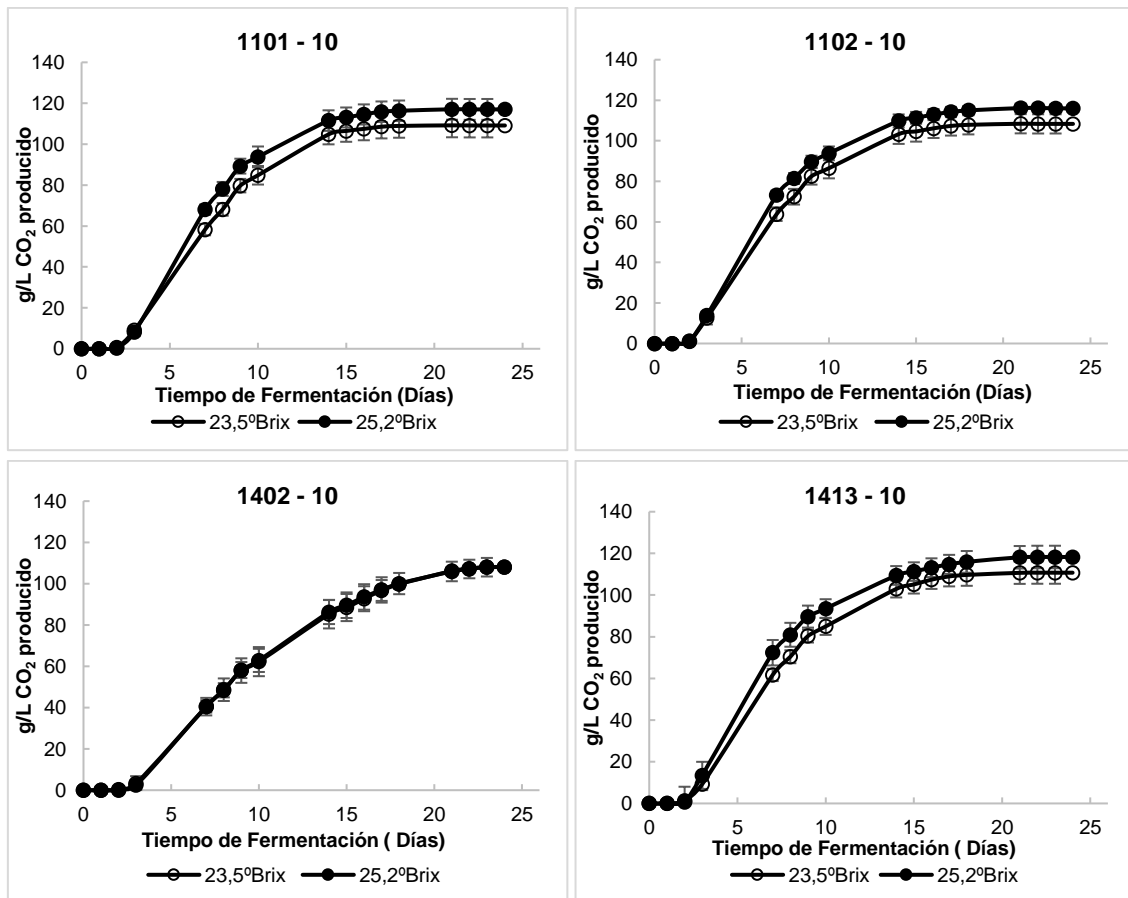 1101 - 10
g/L CO₂ producido
140
120
100
80
60
40
20
0
0 5 10 15 20 25
Tiempo de Fermentación (Días)
23,5ºBrix 25,2ºBrix
1102 - 10
g/L CO₂ producido
140
120
100
80
60
40
20
0
0 5 10 15 20 25
Tiempo de Fermentación (Días)
23,5ºBrix 25,2ºBrix
1402 - 10
g/L CO₂ producido
140
120
100
80
60
40
20
0
0 5 10 15 20 25
Tiempo de Fermentación ( Días)
23,5ºBrix 25,2ºBrix
1413 - 10
g/L CO₂ producido
140
120
100
80
60
40
20
0
0 5 10 15 20 25
Tiempo de Fermentación ( Días)
23,5ºBrix 25,2ºBrix